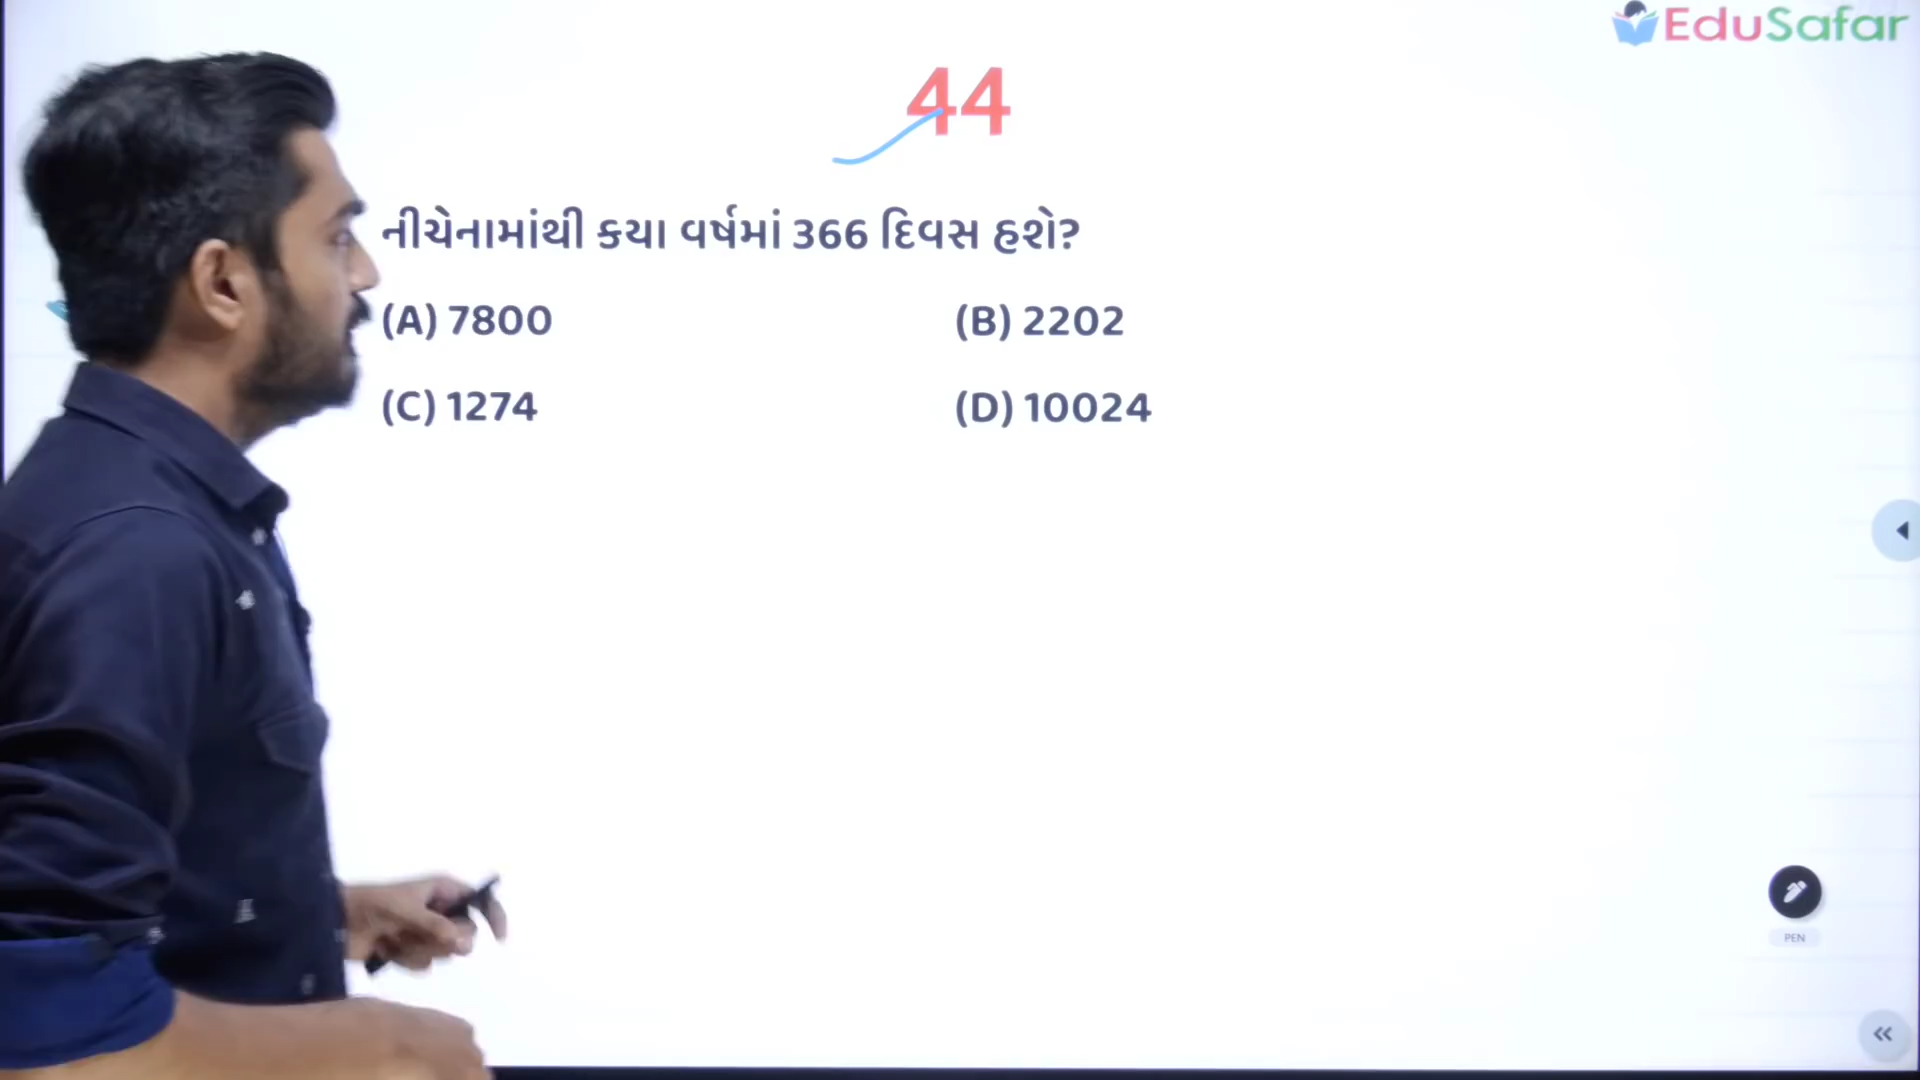 EduSafar
44
નીચેનામાંથી કયા વર્ષમાં 366 દિવસ હશે?
(A) 7800 (B) 2202
(C) 1274 (D) 10024
PEN